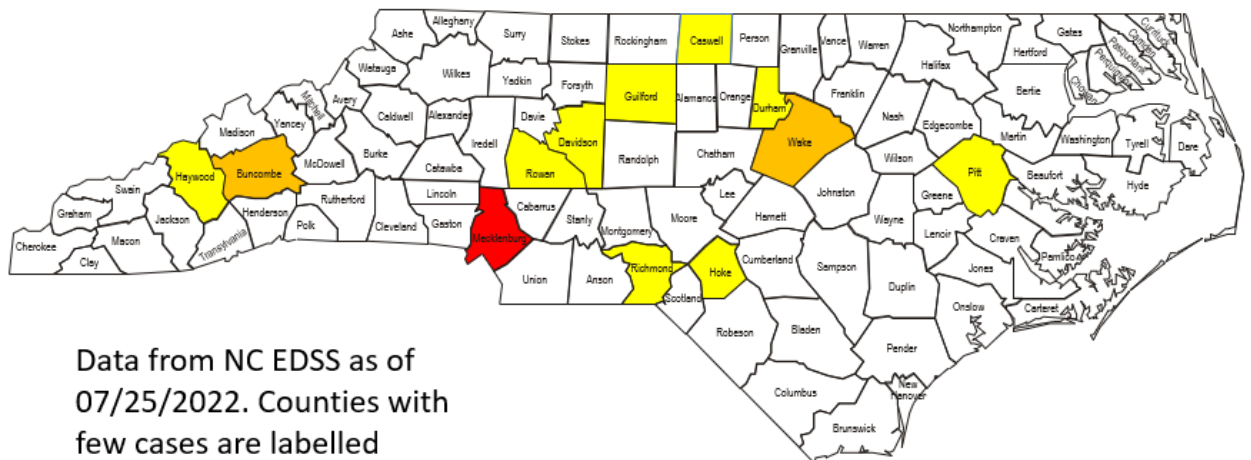 Alleghany
Ashe
Surry
Stokes
Rockingham
Caswell
Person
Granville
Vance
Warren
Northampton
Gates
Currituck
Camden
Pasquotank
Perquimans
Hertford
Halifax
Watauga
Wilkes
Yadkin
Forsyth
Guilford
Alamance
Orange
Durham
Franklin
Bertie
Chowan
Mitchell
Avery
Caldwell
Alexander
Davie
Iredell
Davidson
Nash
Edgecombe
Martin
Washington
Tyrell
Dare
Madison
Yancey
McDowell
Burke
Catawba
Rowan
Randolph
Chatham
Wake
Wilson
Pitt
Beaufort
Hyde
Haywood
Buncombe
Swain
Graham
Jackson
Henderson
Rutherford
Polk
Cleveland
Lincoln
Gaston
Cabarrus
Stanly
Montgomery
Moore
Lee
Harnett
Johnston
Greene
Wayne
Lenoir
Craven
Pamlico
Cherokee
Clay
Macon
Transylvania
Mecklenburg
Union
Anson
Richmond
Scotland
Hoke
Cumberland
Sampson
Duplin
Jones
Onslow
Carteret
Robeson
Bladen
Pender
Columbus
New
Hanover
Brunswick
Data from NC EDSS as of
07/25/2022. Counties with
few cases are labelled